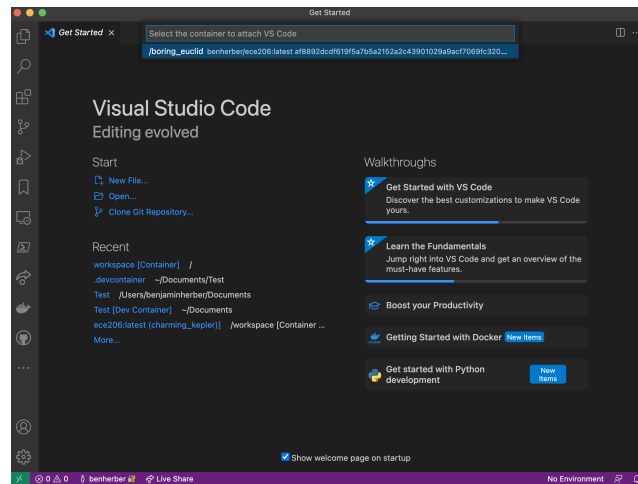 Get Started
Get Started
Select the container to attach VS Code
/boring_euclid benherber/ece206:latest af8892dcdf619f5a7b5a2152a2c43901029a9acf7069fc320...
Visual Studio Code
Editing evolved
Start
New File...
Open...
Clone Git Repository...
Recent
workspace [Container] /
.devcontainer ~/Documents/Test
Test /Users/benjaminherber/Documents
Test [Dev Container] ~/Documents
ece206:latest (charming_kepler)] /workspace [Container ...
More...
Walkthroughs
Get Started with VS Code
Discover the best customizations to make VS Code
yours.
Learn the Fundamentals
Jump right into VS Code and get an overview of the
must-have features.
Boost your Productivity
Getting Started with Docker New Items
Get started with Python
development
New
Items
Show welcome page on startup
0 0 benherber Live Share No Environment